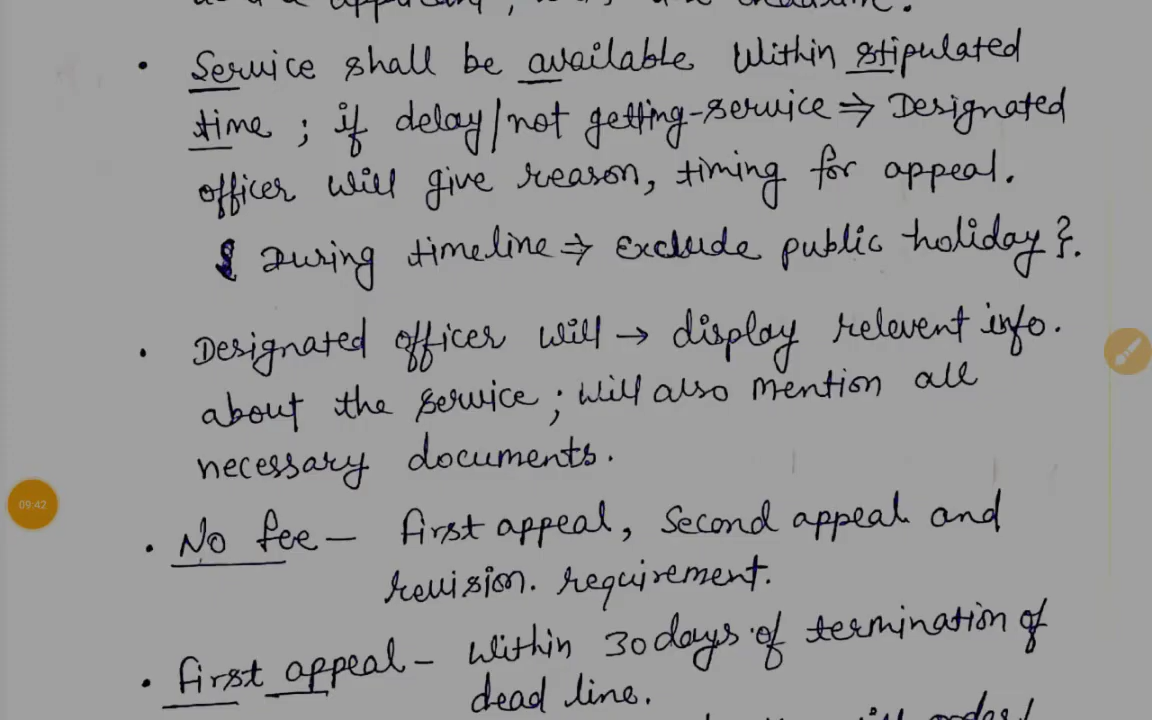 • Service shall be available within stipulated
time ; if delay/not getting-service ⇒ Designated
officer will give reason, timing for appeal.
{ During timeline ⇒ Exclude public holiday }.
• Designated officer will → display relevent info.
about the service ; will also mention all
necessary documents.
• No fee – first appeal, Second appeal and
revision. requirement.
• first appeal – within 30 days of termination of
dead line.
09:42